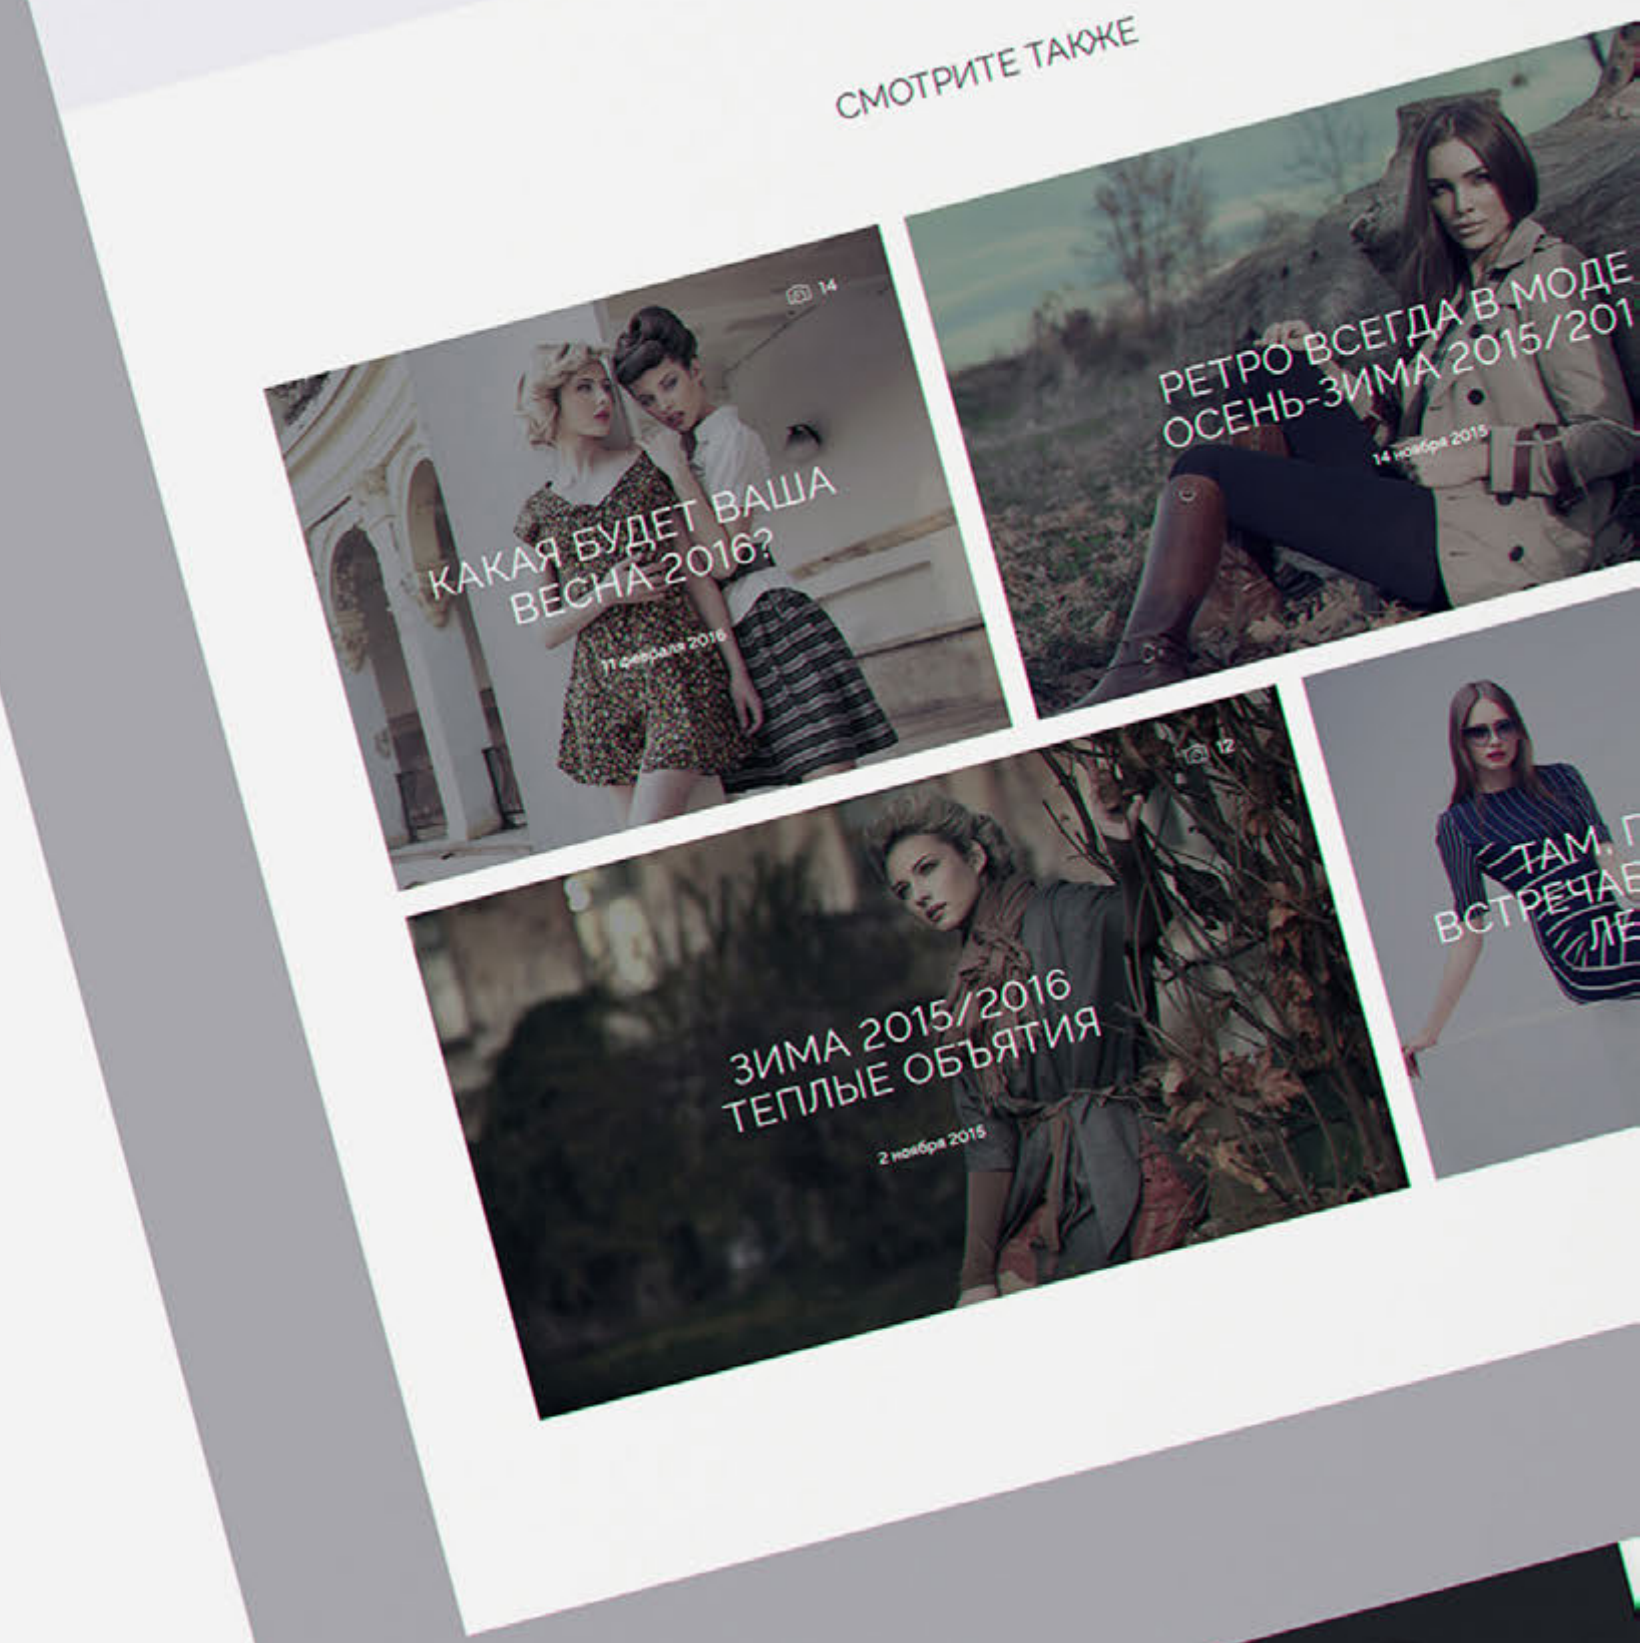 СМОТРИТЕ ТАКЖЕ
14
КАКАЯ БУДЕТ ВАША
ВЕСНА 2016?
11 февраля 2016
РЕТРО ВСЕГДА В МОДЕ
ОСЕНЬ-ЗИМА 2015/201
14 ноября 2015
12
ЗИМА 2015/2016
ТЕПЛЫЕ ОБЪЯТИЯ
2 ноября 2015
ТАМ,